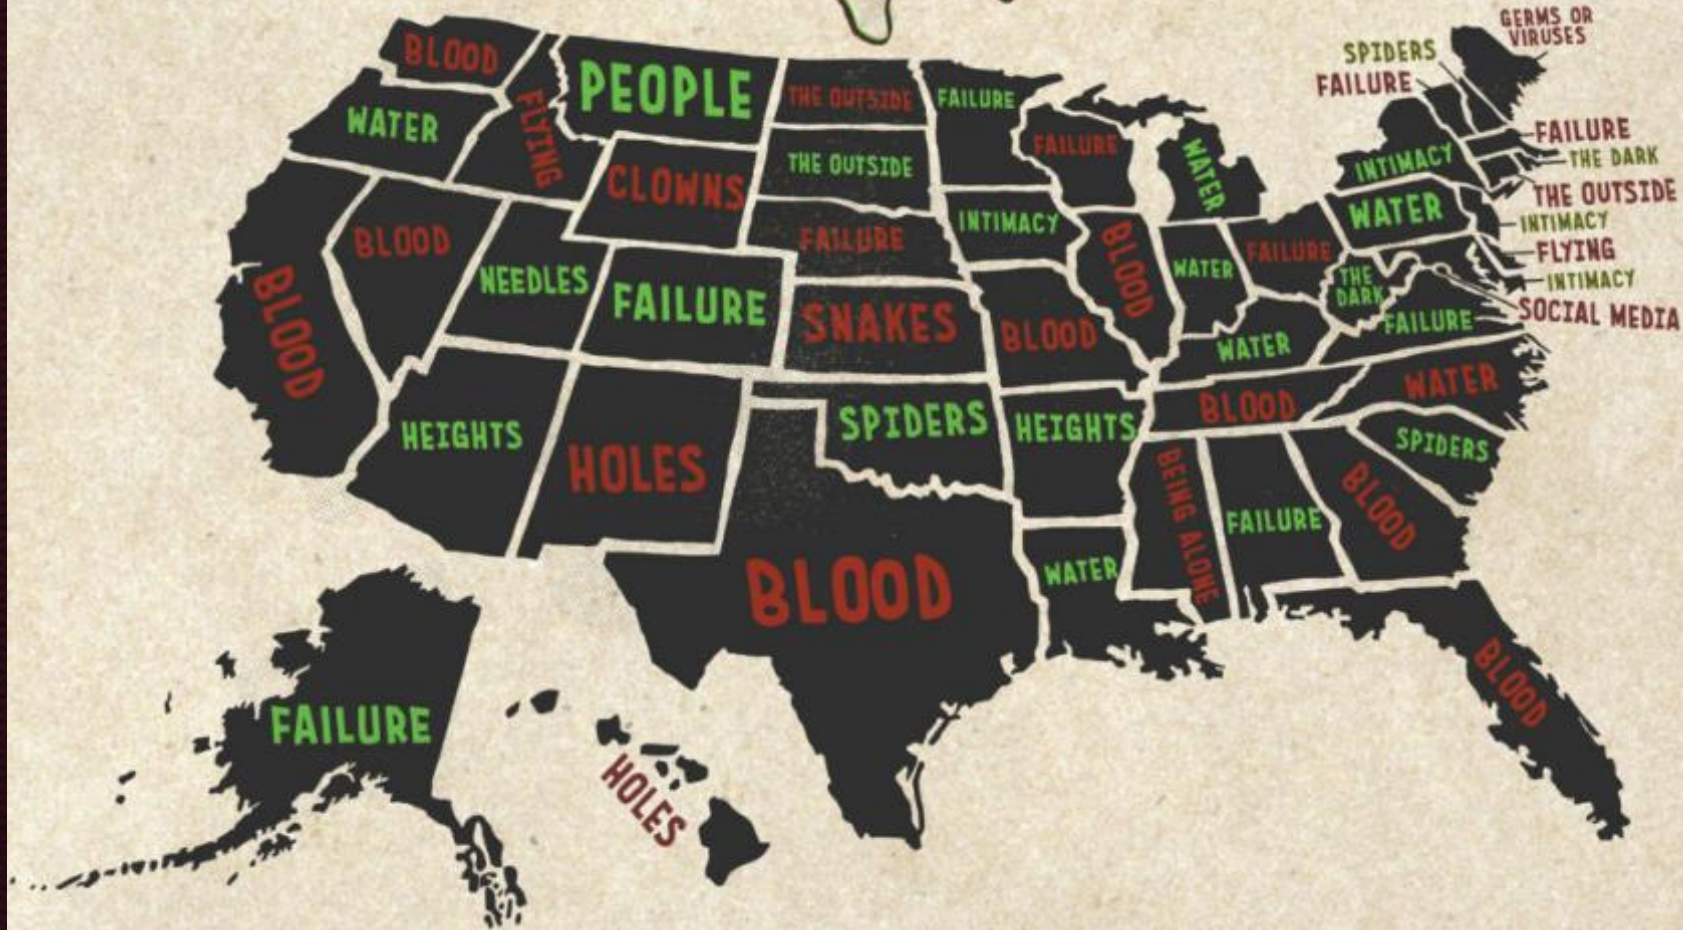 GERMS OR
VIRUSES
SPIDERS
FAILURE
BLOOD
PEOPLE
THE OUTSIDE
FAILURE
WATER
FLYING
FAILURE
WATER
INTIMACY
FAILURE
THE DARK
THE OUTSIDE
CLOWNS
THE OUTSIDE
WATER
INTIMACY
FLYING
INTIMACY
SOCIAL MEDIA
BLOOD
FAILURE
INTIMACY
BLOOD
WATER
FAILURE
THE
DARK
FAILURE
BLOOD
NEEDLES
FAILURE
SNAKES
BLOOD
WATER
WATER
HEIGHTS
HOLES
SPIDERS
HEIGHTS
BLOOD
SPIDERS
BEING ALONE
FAILURE
BLOOD
BLOOD
WATER
BLOOD
FAILURE
HOLES